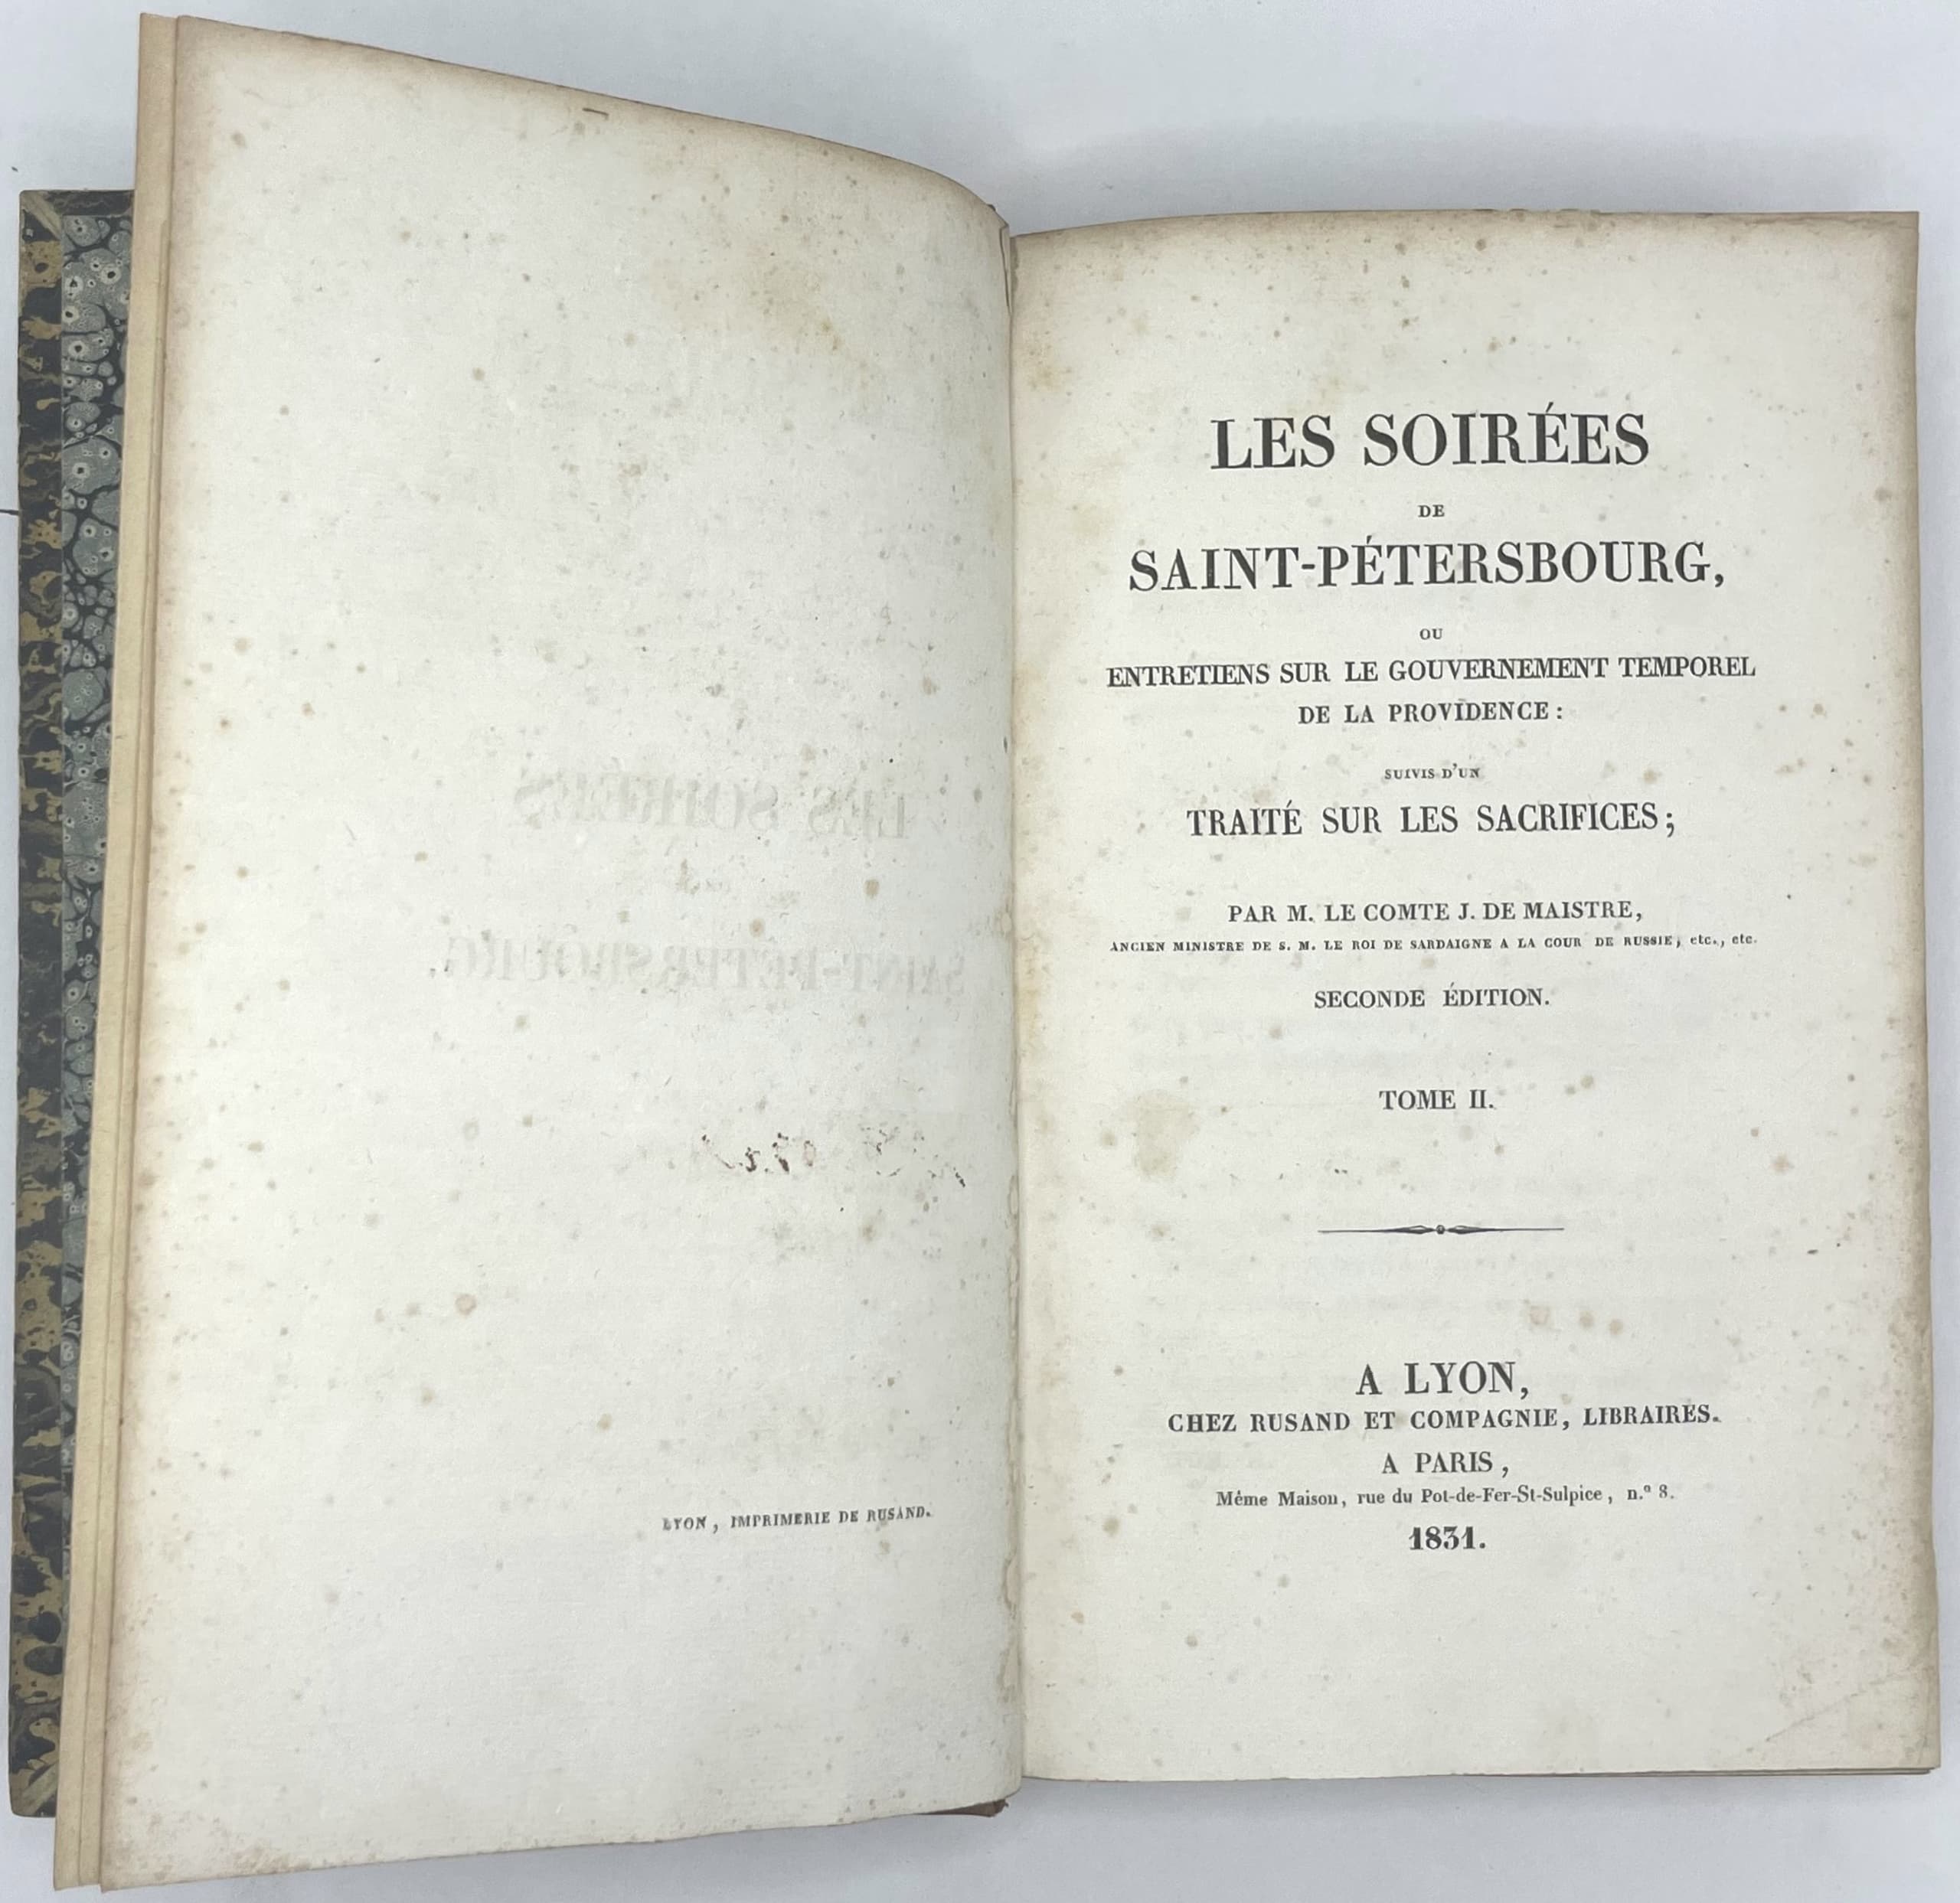 LYON, IMPRIMERIE DE RUSAND.
LES SOIRÉES
DE
SAINT-PÉTERSBOURG,
OU
ENTRETIENS SUR LE GOUVERNEMENT TEMPOREL
DE LA PROVIDENCE :
SUIVIS D'UN
TRAITÉ SUR LES SACRIFICES ;
PAR M. LE COMTE J. DE MAISTRE,
ANCIEN MINISTRE DE S. M. LE ROI DE SARDAIGNE A LA COUR DE RUSSIE, etc., etc.
SECONDE ÉDITION.
TOME II.
A LYON,
CHEZ RUSAND ET COMPAGNIE, LIBRAIRES.
A PARIS,
Même Maison, rue du Pot-de-Fer-St-Sulpice, n.º 8.
1831.